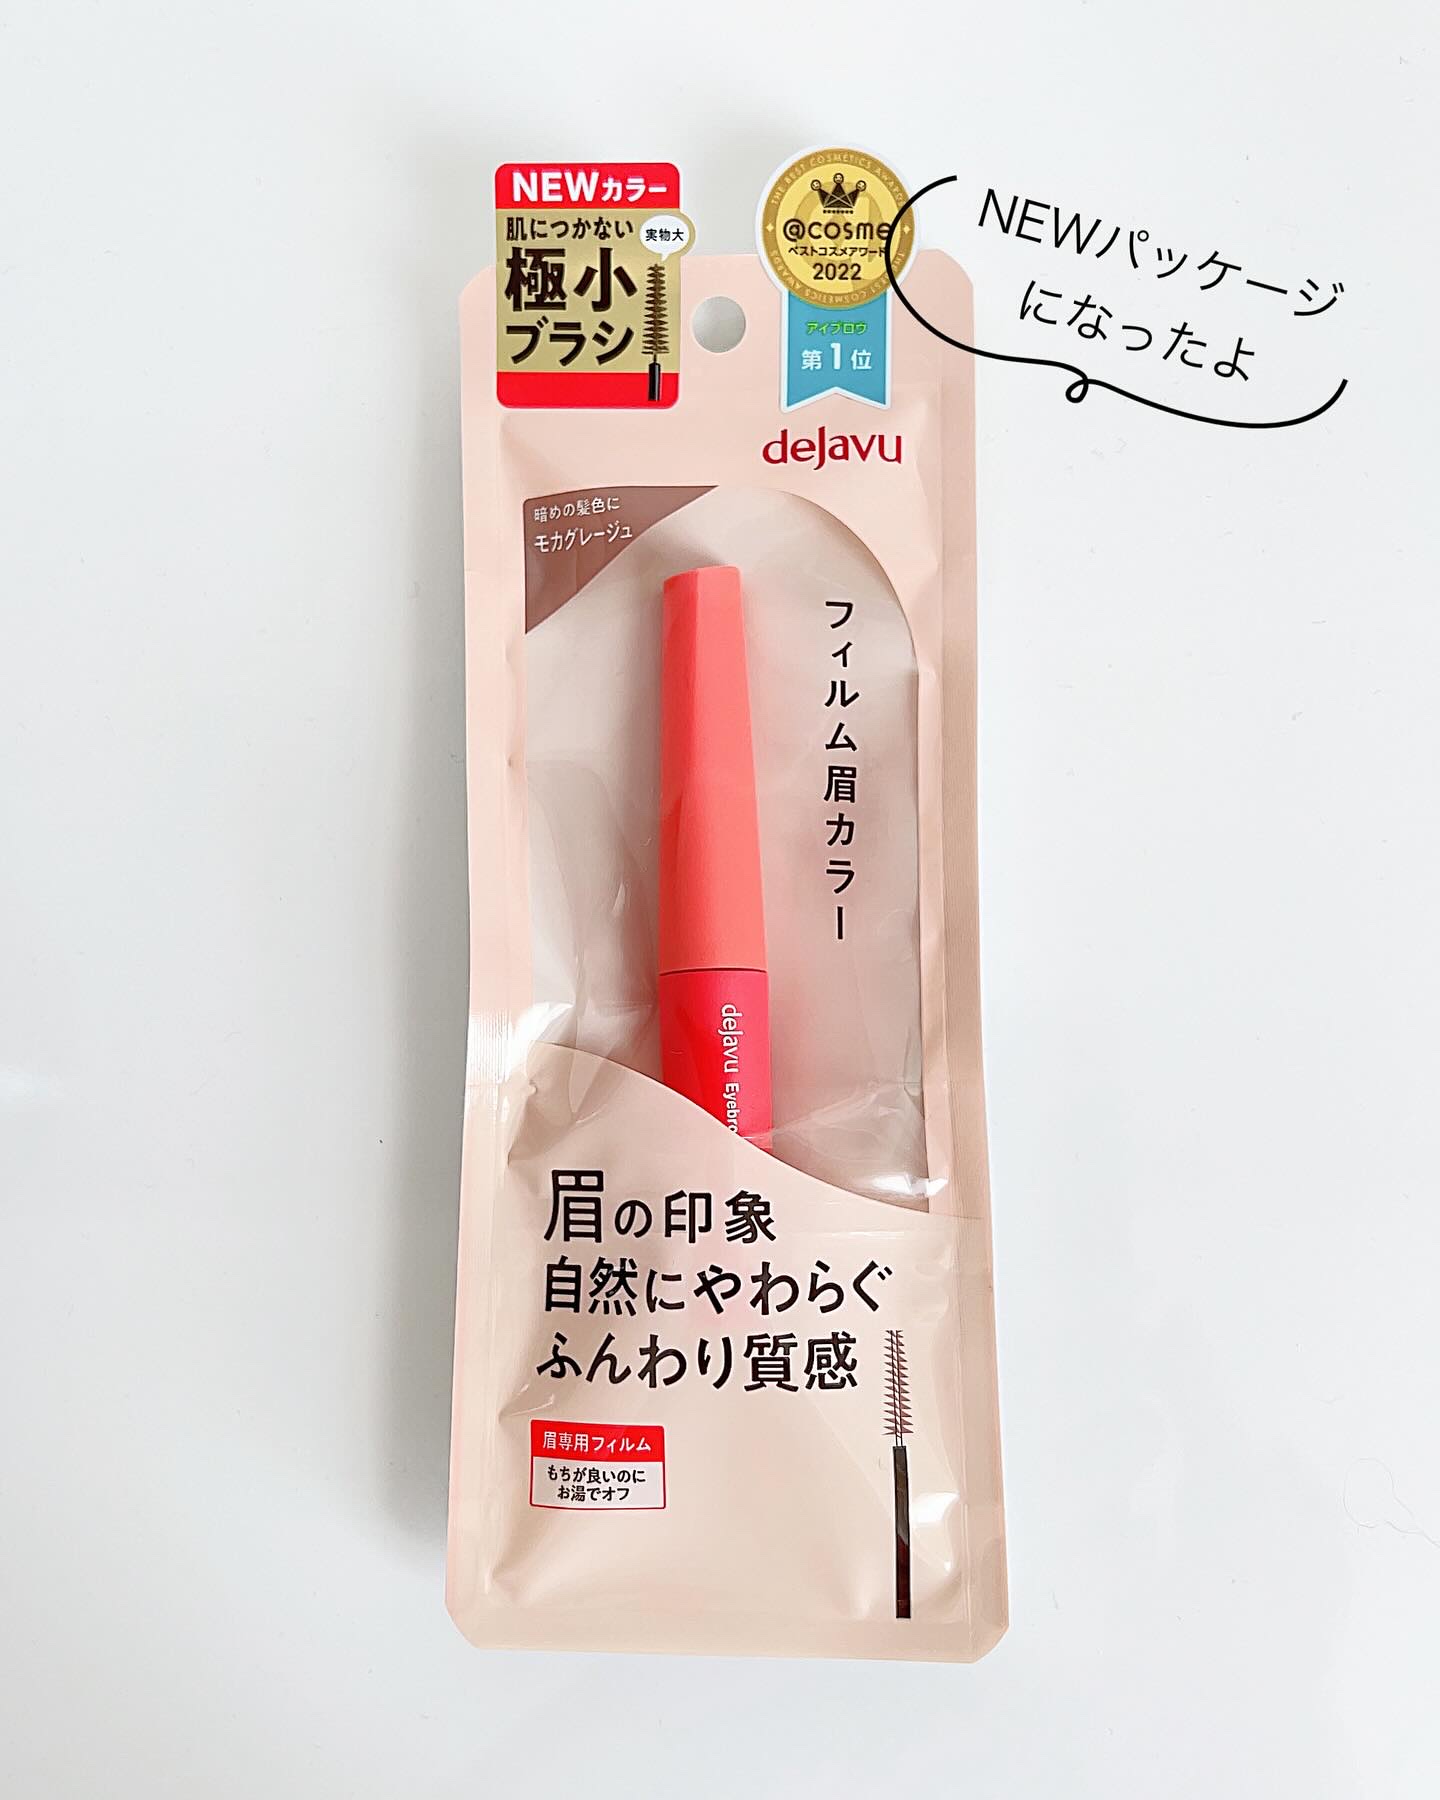 NEWカラー
肌につかない
極小
ブラシ
実物大
THE BEST COSMETICS AWARDS
@cosme
ベストコスメアワード
2022
THE BEST COSMETICS AWARDS
アイブロウ
第1位
NEWパッケージ
になったよ
dejavu
暗めの髪色に
モカグレージュ
フィルム眉カラー
dejavu Eyebro
眉の印象
自然にやわらぐ
ふんわり質感
眉専用フィルム
もちが良いのに
お湯でオフ